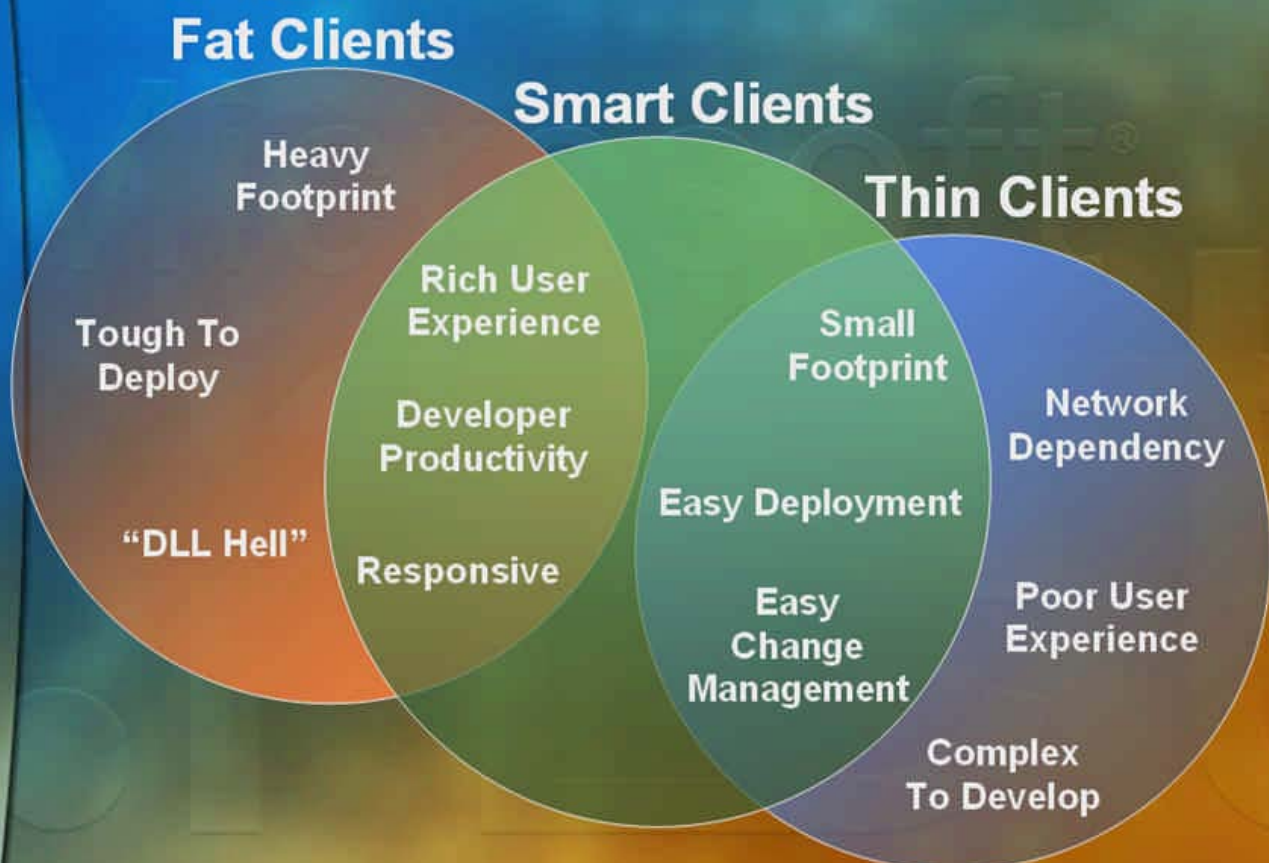 Fat Clients
Smart Clients
Thin Clients
Heavy
Footprint
Tough To
Deploy
“DLL Hell”
Rich User
Experience
Developer
Productivity
Responsive
Small
Footprint
Easy Deployment
Easy
Change
Management
Network
Dependency
Poor User
Experience
Complex
To Develop